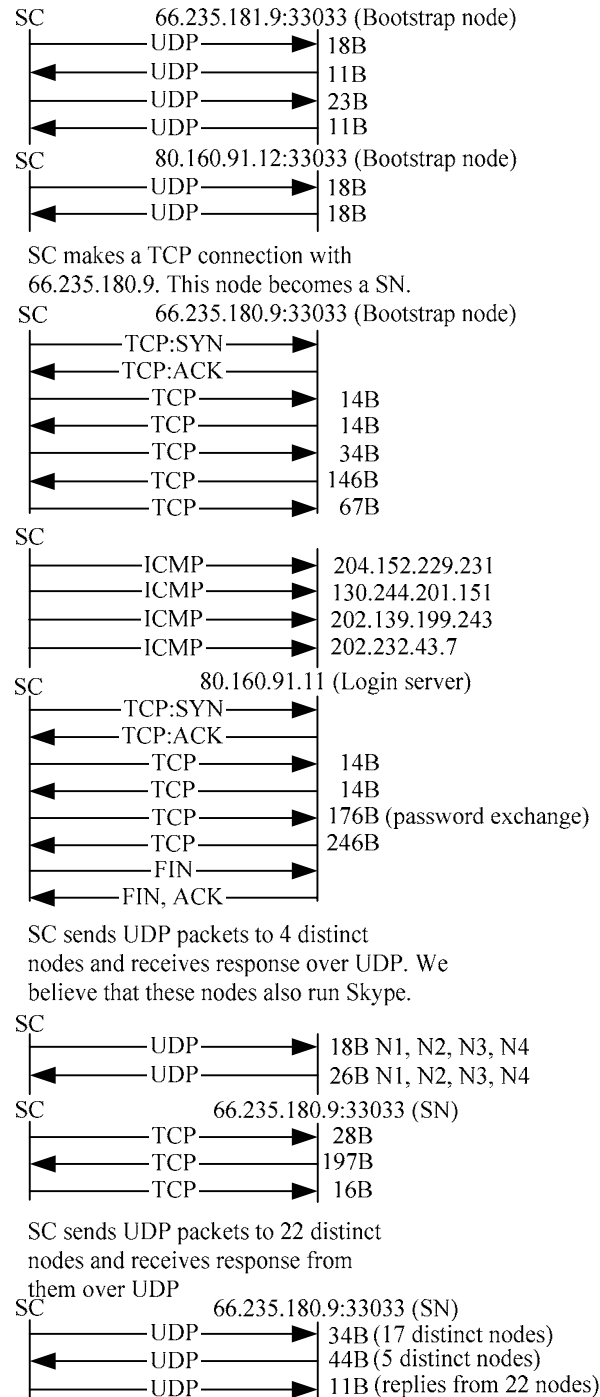 SC 66.235.181.9:33033 (Bootstrap node)
UDP 18B
UDP 11B
UDP 23B
UDP 11B
SC 80.160.91.12:33033 (Bootstrap node)
UDP 18B
UDP 18B
SC makes a TCP connection with
66.235.180.9. This node becomes a SN.
SC 66.235.180.9:33033 (Bootstrap node)
TCP:SYN
TCP:ACK
TCP 14B
TCP 14B
TCP 34B
TCP 146B
TCP 67B
SC
ICMP 204.152.229.231
ICMP 130.244.201.151
ICMP 202.139.199.243
ICMP 202.232.43.7
SC 80.160.91.11 (Login server)
TCP:SYN
TCP:ACK
TCP 14B
TCP 14B
TCP 176B (password exchange)
TCP 246B
FIN
FIN, ACK
SC sends UDP packets to 4 distinct
nodes and receives response over UDP. We
believe that these nodes also run Skype.
SC
UDP 18B N1, N2, N3, N4
UDP 26B N1, N2, N3, N4
SC 66.235.180.9:33033 (SN)
TCP 28B
TCP 197B
TCP 16B
SC sends UDP packets to 22 distinct
nodes and receives response from
them over UDP
SC 66.235.180.9:33033 (SN)
UDP 34B (17 distinct nodes)
UDP 44B (5 distinct nodes)
UDP 11B (replies from 22 nodes)